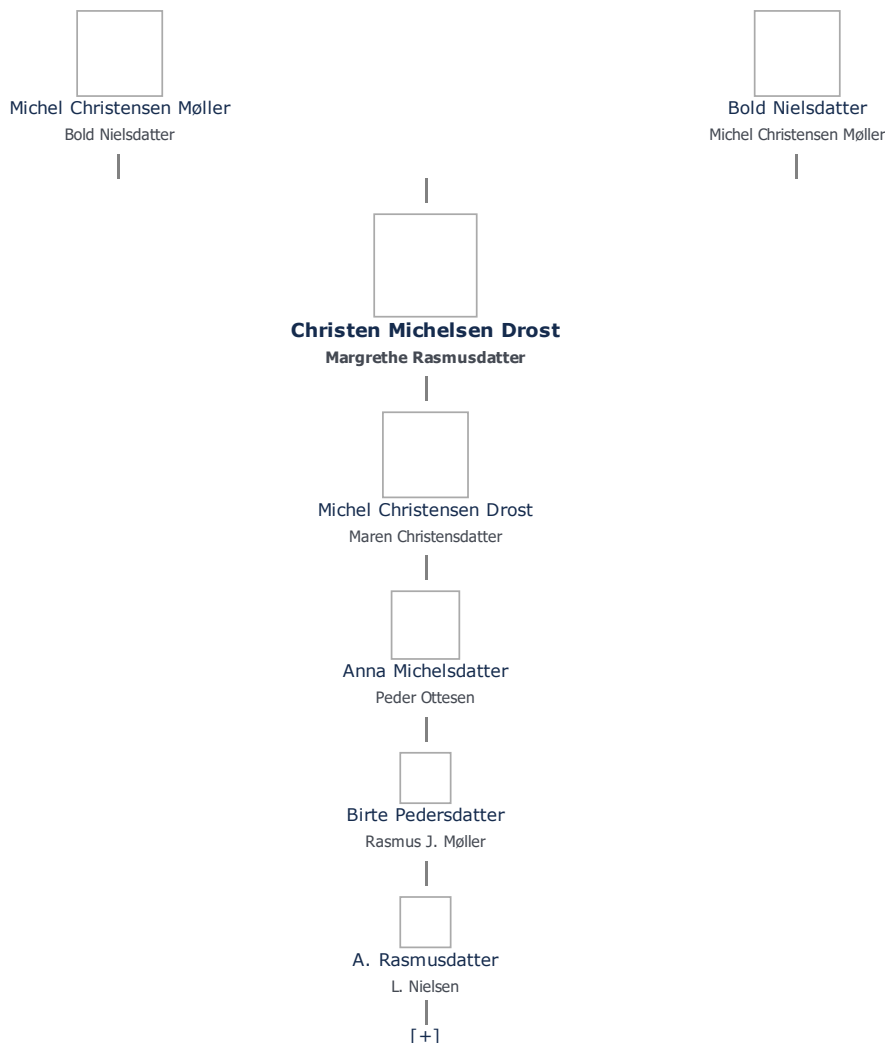 Michel Christensen Møller
Bold Nielsdatter
Bold Nielsdatter
Michel Christensen Møller
Christen Michelsen Drost
Margrethe Rasmusdatter
Michel Christensen Drost
Maren Christensdatter
Anna Michelsdatter
Peder Ottesen
Birte Pedersdatter
Rasmus J. Møller
A. Rasmusdatter
L. Nielsen
[+]